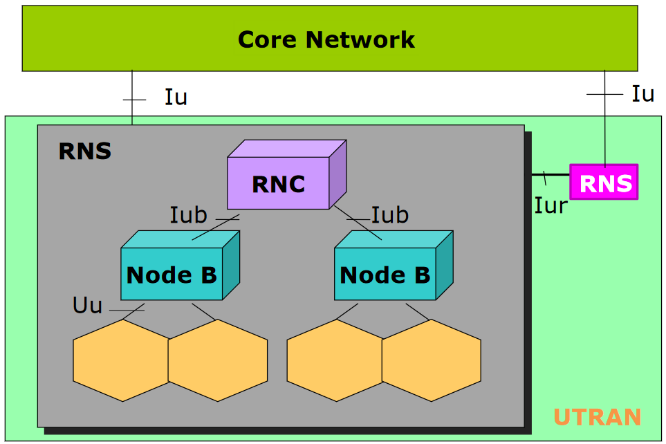 Core Network
Iu
Iu
RNS
RNC
RNS
Iur
Iub
Iub
Node B
Node B
Uu
UTRAN